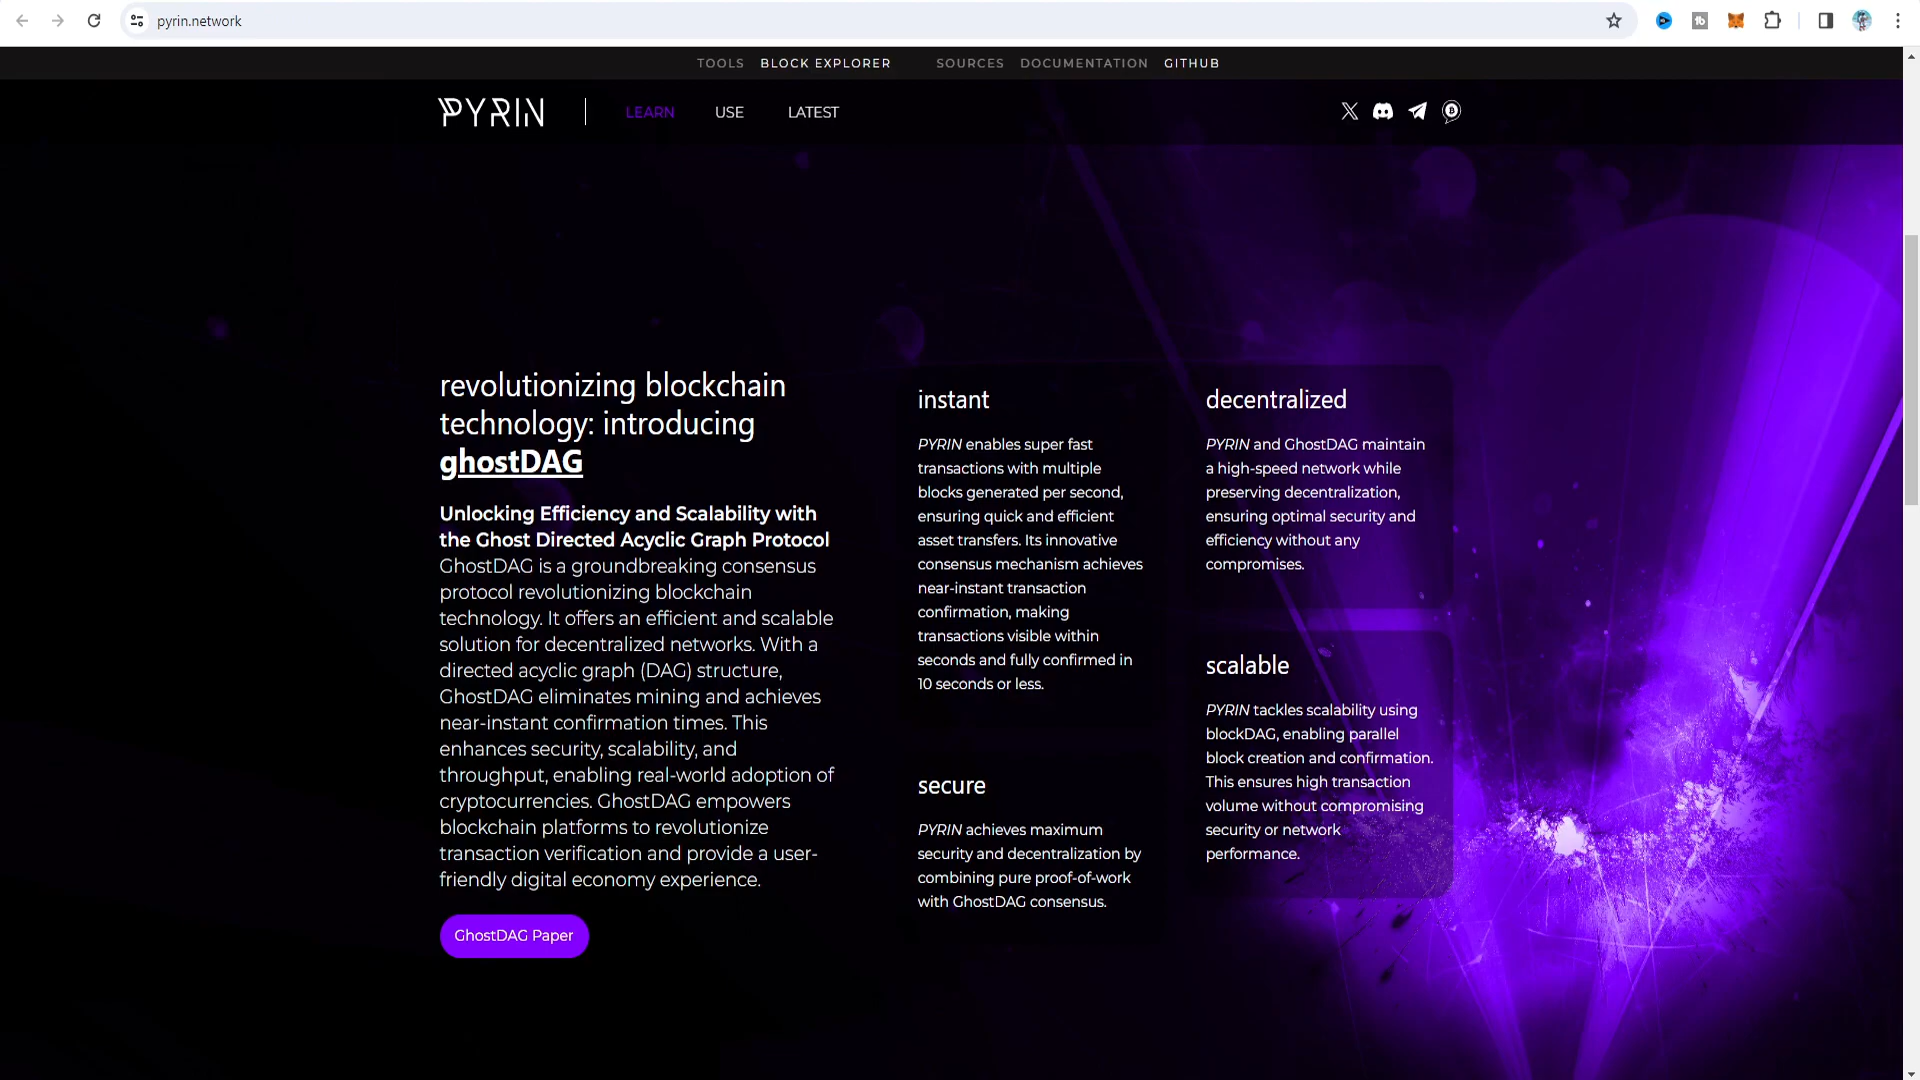 pyrin.network
TOOLS BLOCK EXPLORER SOURCES DOCUMENTATION GITHUB
PYRIN LEARN USE LATEST
revolutionizing blockchain
technology: introducing
ghostDAG
Unlocking Efficiency and Scalability with
the Ghost Directed Acyclic Graph Protocol
GhostDAG is a groundbreaking consensus
protocol revolutionizing blockchain
technology. It offers an efficient and scalable
solution for decentralized networks. With a
directed acyclic graph (DAG) structure,
GhostDAG eliminates mining and achieves
near-instant confirmation times. This
enhances security, scalability, and
throughput, enabling real-world adoption of
cryptocurrencies. GhostDAG empowers
blockchain platforms to revolutionize
transaction verification and provide a user-
friendly digital economy experience.
GhostDAG Paper
instant
PYRIN enables super fast
transactions with multiple
blocks generated per second,
ensuring quick and efficient
asset transfers. Its innovative
consensus mechanism achieves
near-instant transaction
confirmation, making
transactions visible within
seconds and fully confirmed in
10 seconds or less.
secure
PYRIN achieves maximum
security and decentralization by
combining pure proof-of-work
with GhostDAG consensus.
decentralized
PYRIN and GhostDAG maintain
a high-speed network while
preserving decentralization,
ensuring optimal security and
efficiency without any
compromises.
scalable
PYRIN tackles scalability using
blockDAG, enabling parallel
block creation and confirmation.
This ensures high transaction
volume without compromising
security or network
performance.